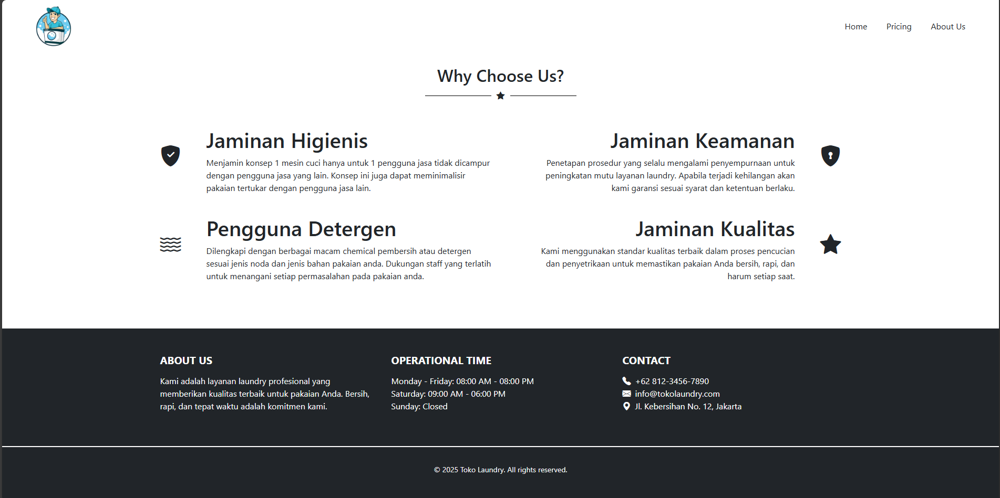 Home
Pricing
About Us
Why Choose Us?
Jaminan Higienis
Menjamin konsep 1 mesin cuci hanya untuk 1 pengguna jasa tidak dicampur
dengan pengguna jasa yang lain. Konsep ini juga dapat meminimalisir
pakaian tertukar dengan pengguna jasa lain.
Jaminan Keamanan
Penetapan prosedur yang selalu mengalami penyempurnaan untuk
peningkatan mutu layanan laundry. Apabila terjadi kehilangan akan
kami garansi sesuai syarat dan ketentuan berlaku.
Pengguna Detergen
Dilengkapi dengan berbagai macam chemical pembersih atau detergen
sesuai jenis noda dan jenis bahan pakaian anda. Dukungan staff yang terlatih
untuk menangani setiap permasalahan pada pakaian anda.
Jaminan Kualitas
Kami menggunakan standar kualitas terbaik dalam proses pencucian
dan penyetrikaan untuk memastikan pakaian Anda bersih, rapi, dan
harum setiap saat.
ABOUT US
Kami adalah layanan laundry profesional yang
memberikan kualitas terbaik untuk pakaian Anda. Bersih,
rapi, dan tepat waktu adalah komitmen kami.
OPERATIONAL TIME
Monday - Friday: 08:00 AM - 08:00 PM
Saturday: 09:00 AM - 06:00 PM
Sunday: Closed
CONTACT
+62 812-3456-7890
info@tokolaundry.com
Jl. Kebersihan No. 12, Jakarta
© 2025 Toko Laundry. All rights reserved.